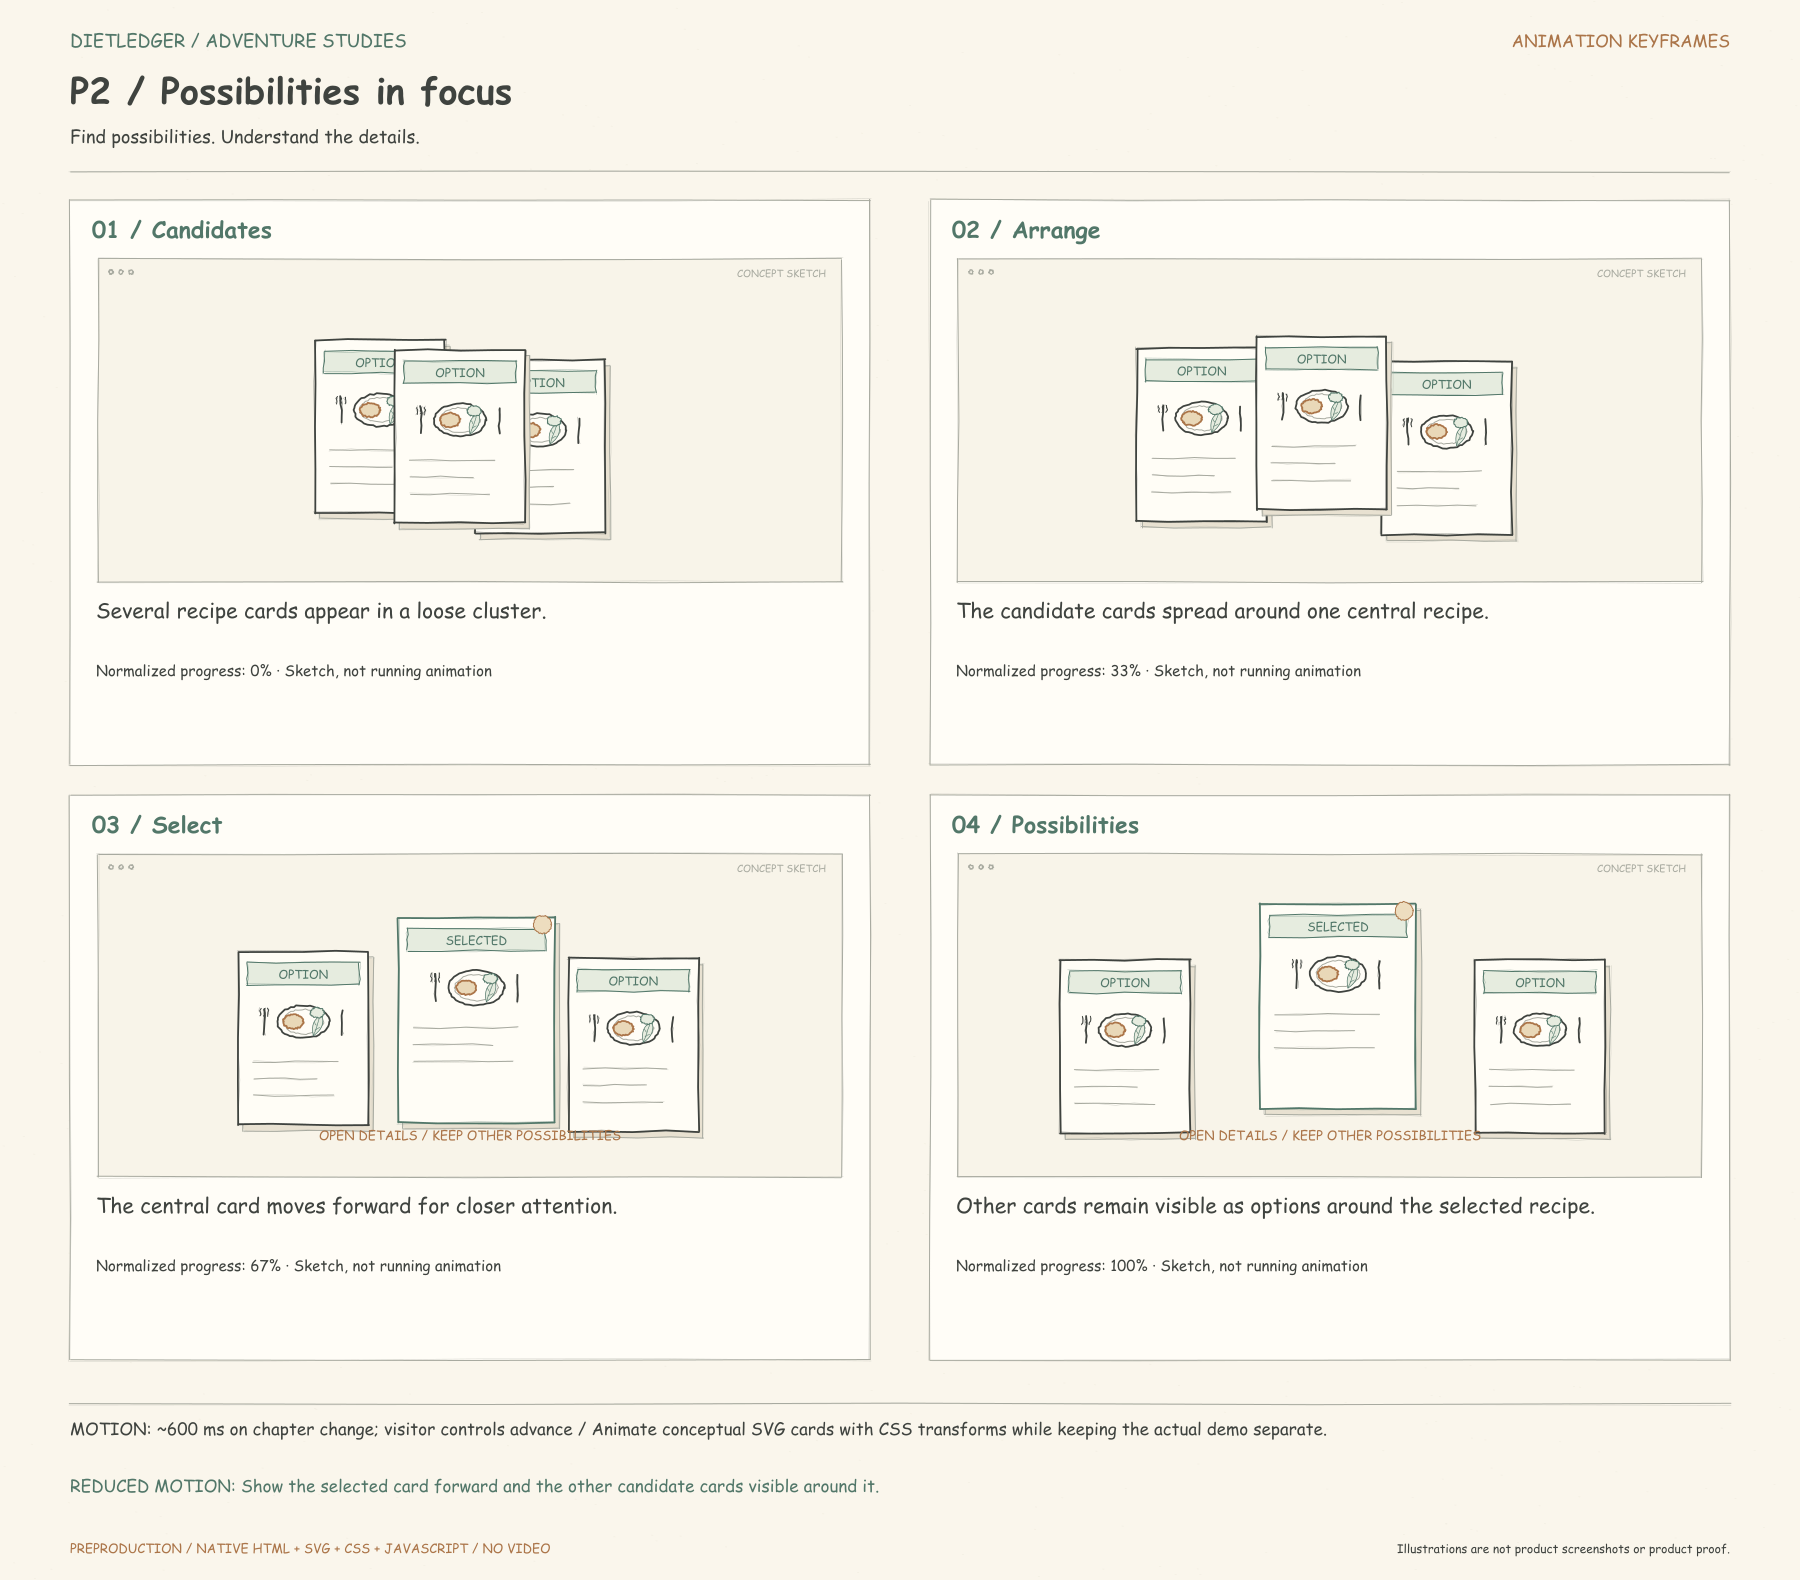 DIETLEDGER / ADVENTURE STUDIES
ANIMATION KEYFRAMES
P2 / Possibilities in focus
Find possibilities. Understand the details.
01 / Candidates
CONCEPT SKETCH
OPTIO
OPTION
TION
Several recipe cards appear in a loose cluster.
Normalized progress: 0% · Sketch, not running animation
02 / Arrange
CONCEPT SKETCH
OPTION
OPTION
OPTION
The candidate cards spread around one central recipe.
Normalized progress: 33% · Sketch, not running animation
03 / Select
CONCEPT SKETCH
OPTION
SELECTED
OPTION
OPEN DETAILS / KEEP OTHER POSSIBILITIES
The central card moves forward for closer attention.
Normalized progress: 67% · Sketch, not running animation
04 / Possibilities
CONCEPT SKETCH
OPTION
SELECTED
OPTION
OPEN DETAILS / KEEP OTHER POSSIBILITIES
Other cards remain visible as options around the selected recipe.
Normalized progress: 100% · Sketch, not running animation
MOTION: ~600 ms on chapter change; visitor controls advance / Animate conceptual SVG cards with CSS transforms while keeping the actual demo separate.
REDUCED MOTION: Show the selected card forward and the other candidate cards visible around it.
PREPRODUCTION / NATIVE HTML + SVG + CSS + JAVASCRIPT / NO VIDEO
Illustrations are not product screenshots or product proof.